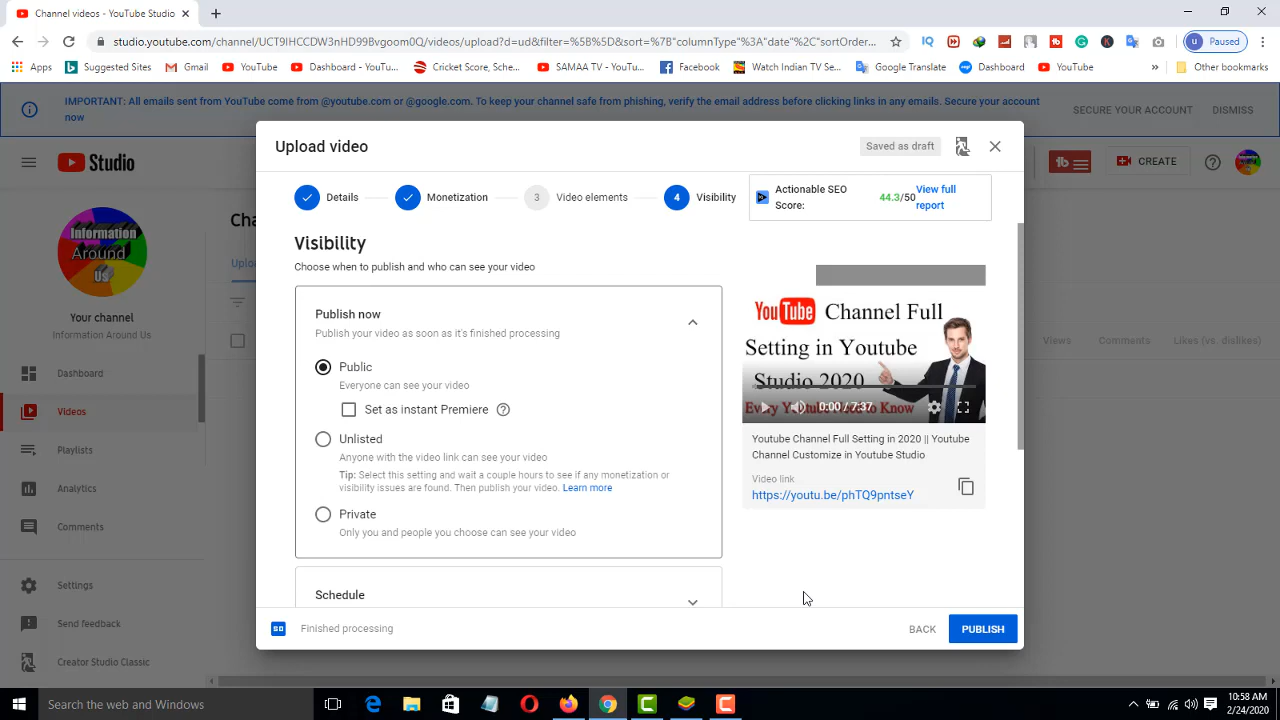 Channel videos - YouTube Studio
studio.youtube.com/channel/UCT9IHCCDW3nHD99Bvgoom0Q/videos/upload?d=ud&filter=%5B%5D&sort=%7B"columnType"%3A"date"%2C"sortOrder...
Paused
Apps
Suggested Sites
Gmail
YouTube
Dashboard - YouTu...
Cricket Score, Sche...
SAMAA TV - YouTu...
Facebook
Watch Indian TV Se...
Google Translate
Dashboard
YouTube
Other bookmarks
IMPORTANT: All emails sent from YouTube come from @youtube.com or @google.com. To keep your channel safe from phishing, verify the email address before clicking links in any emails. Secure your account
now
SECURE YOUR ACCOUNT
DISMISS
Studio
CREATE
Information
Around
Us
Your channel
Information Around Us
Dashboard
Videos
Playlists
Analytics
Comments
Settings
Send feedback
Creator Studio Classic
Cha
Uploa
Views
Comments
Likes (vs. dislikes)
Upload video
Saved as draft
Details
Monetization
3
Video elements
4
Visibility
Actionable SEO
Score:
44.3/50
View full
report
Visibility
Choose when to publish and who can see your video
Publish now
Publish your video as soon as it's finished processing
Public
Everyone can see your video
Set as instant Premiere
Unlisted
Anyone with the video link can see your video
Tip: Select this setting and wait a couple hours to see if any monetization or
visibility issues are found. Then publish your video. Learn more
Private
Only you and people you choose can see your video
Schedule
YouTube Channel Full
Setting in Youtube
Studio 2020
Every Youtube Need to Know
0:00 / 7:37
Youtube Channel Full Setting in 2020 || Youtube
Channel Customize in Youtube Studio
Video link
https://youtu.be/phTQ9pntseY
SD
Finished processing
BACK
PUBLISH
Search the web and Windows
10:58 AM
2/24/2020